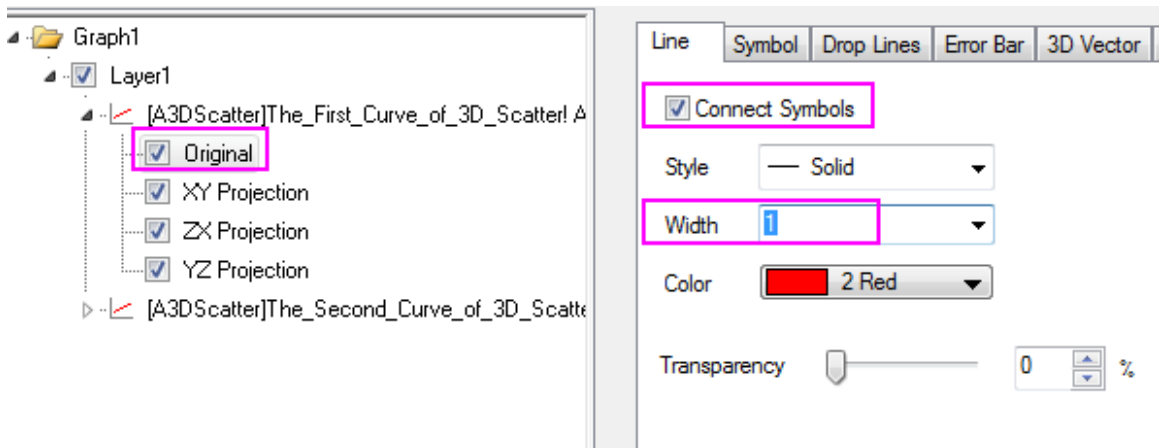 Graph1
Layer1
[A3DScatter]The_First_Curve_of_3D_Scatter! A
Original
XY Projection
ZX Projection
YZ Projection
[A3DScatter]The_Second_Curve_of_3D_Scatte
Line Symbol Drop Lines Error Bar 3D Vector
Connect Symbols
Style Solid
Width 1
Color 2 Red
Transparency 0 %